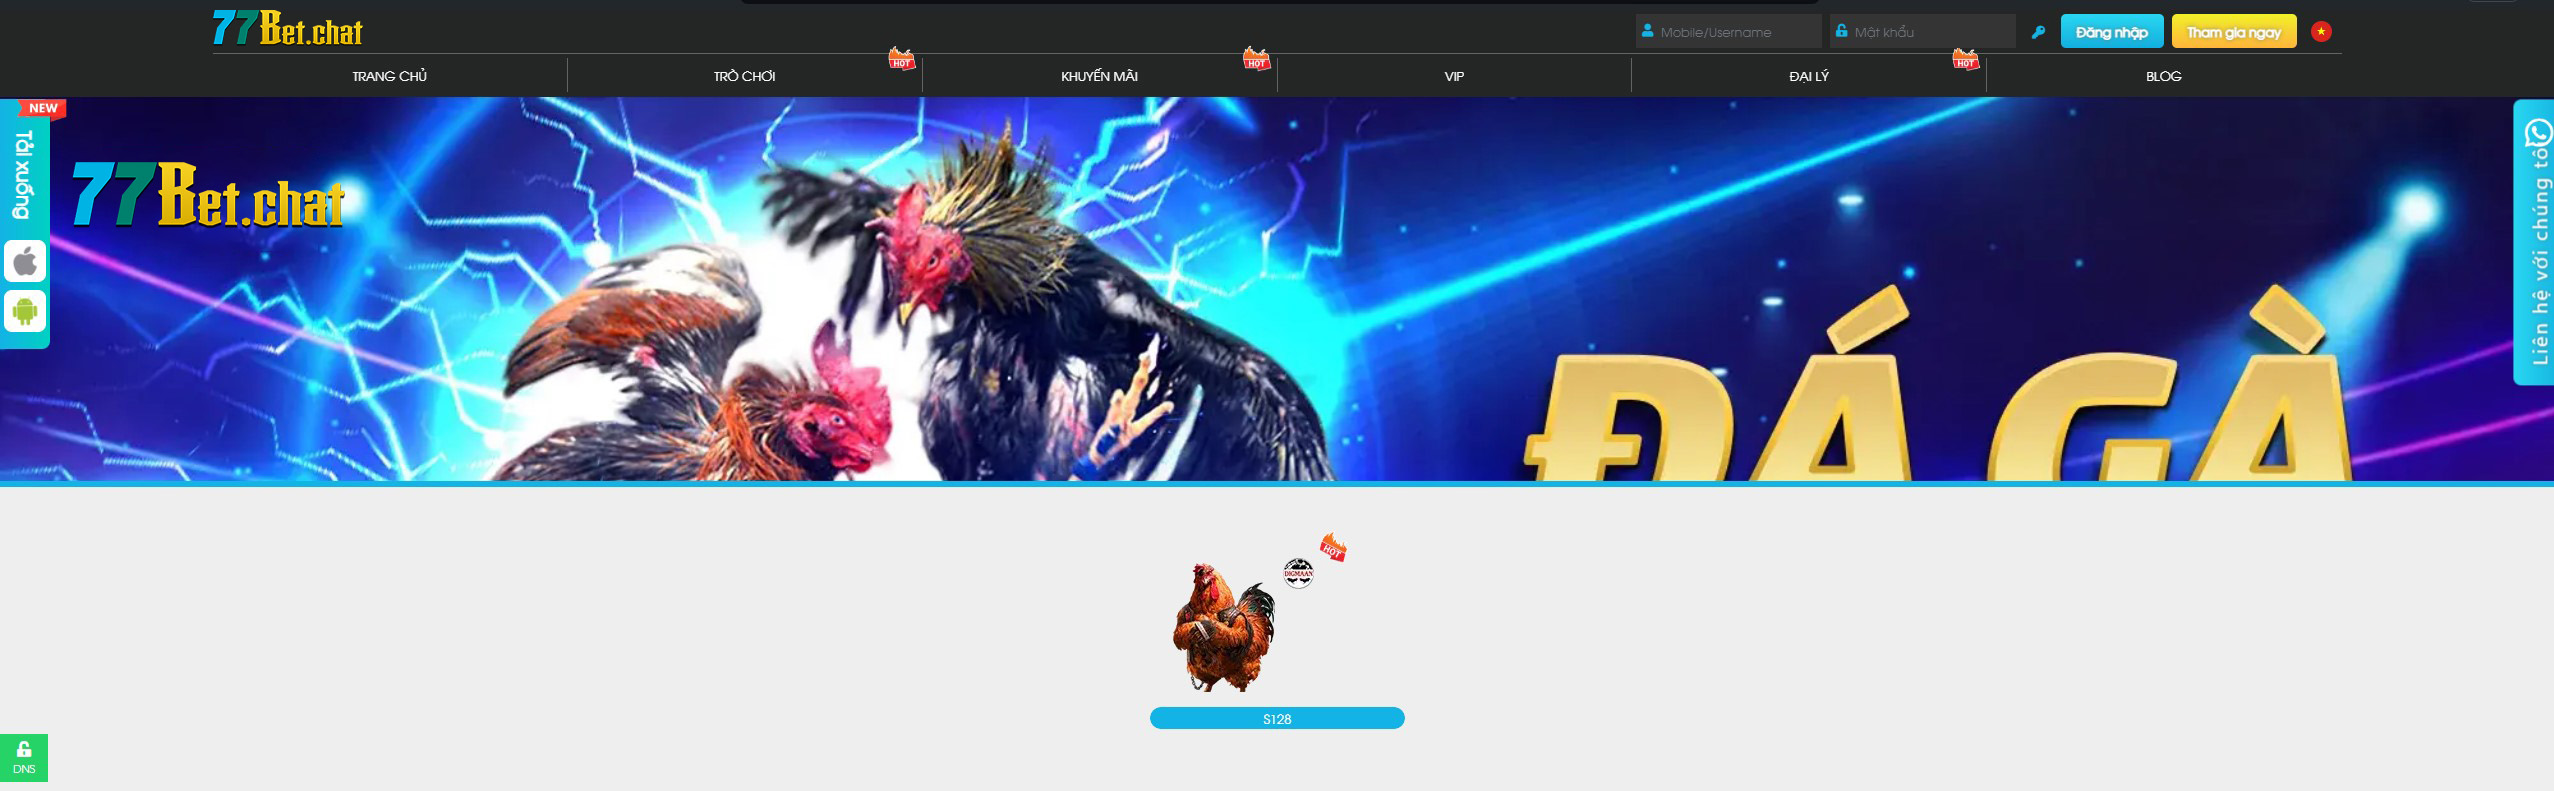 77Bet.chat
Mobile/Username
Mật khẩu
Đăng nhập
Tham gia ngay
TRANG CHỦ
TRÒ CHƠI
HOT
KHUYẾN MÃI
HOT
VIP
ĐẠI LÝ
HOT
BLOG
NEW
Tải xuống
77Bet.chat
ĐÁ GÀ
Liên hệ với chúng tôi
HOT
DIGMAAN
S128
DNS